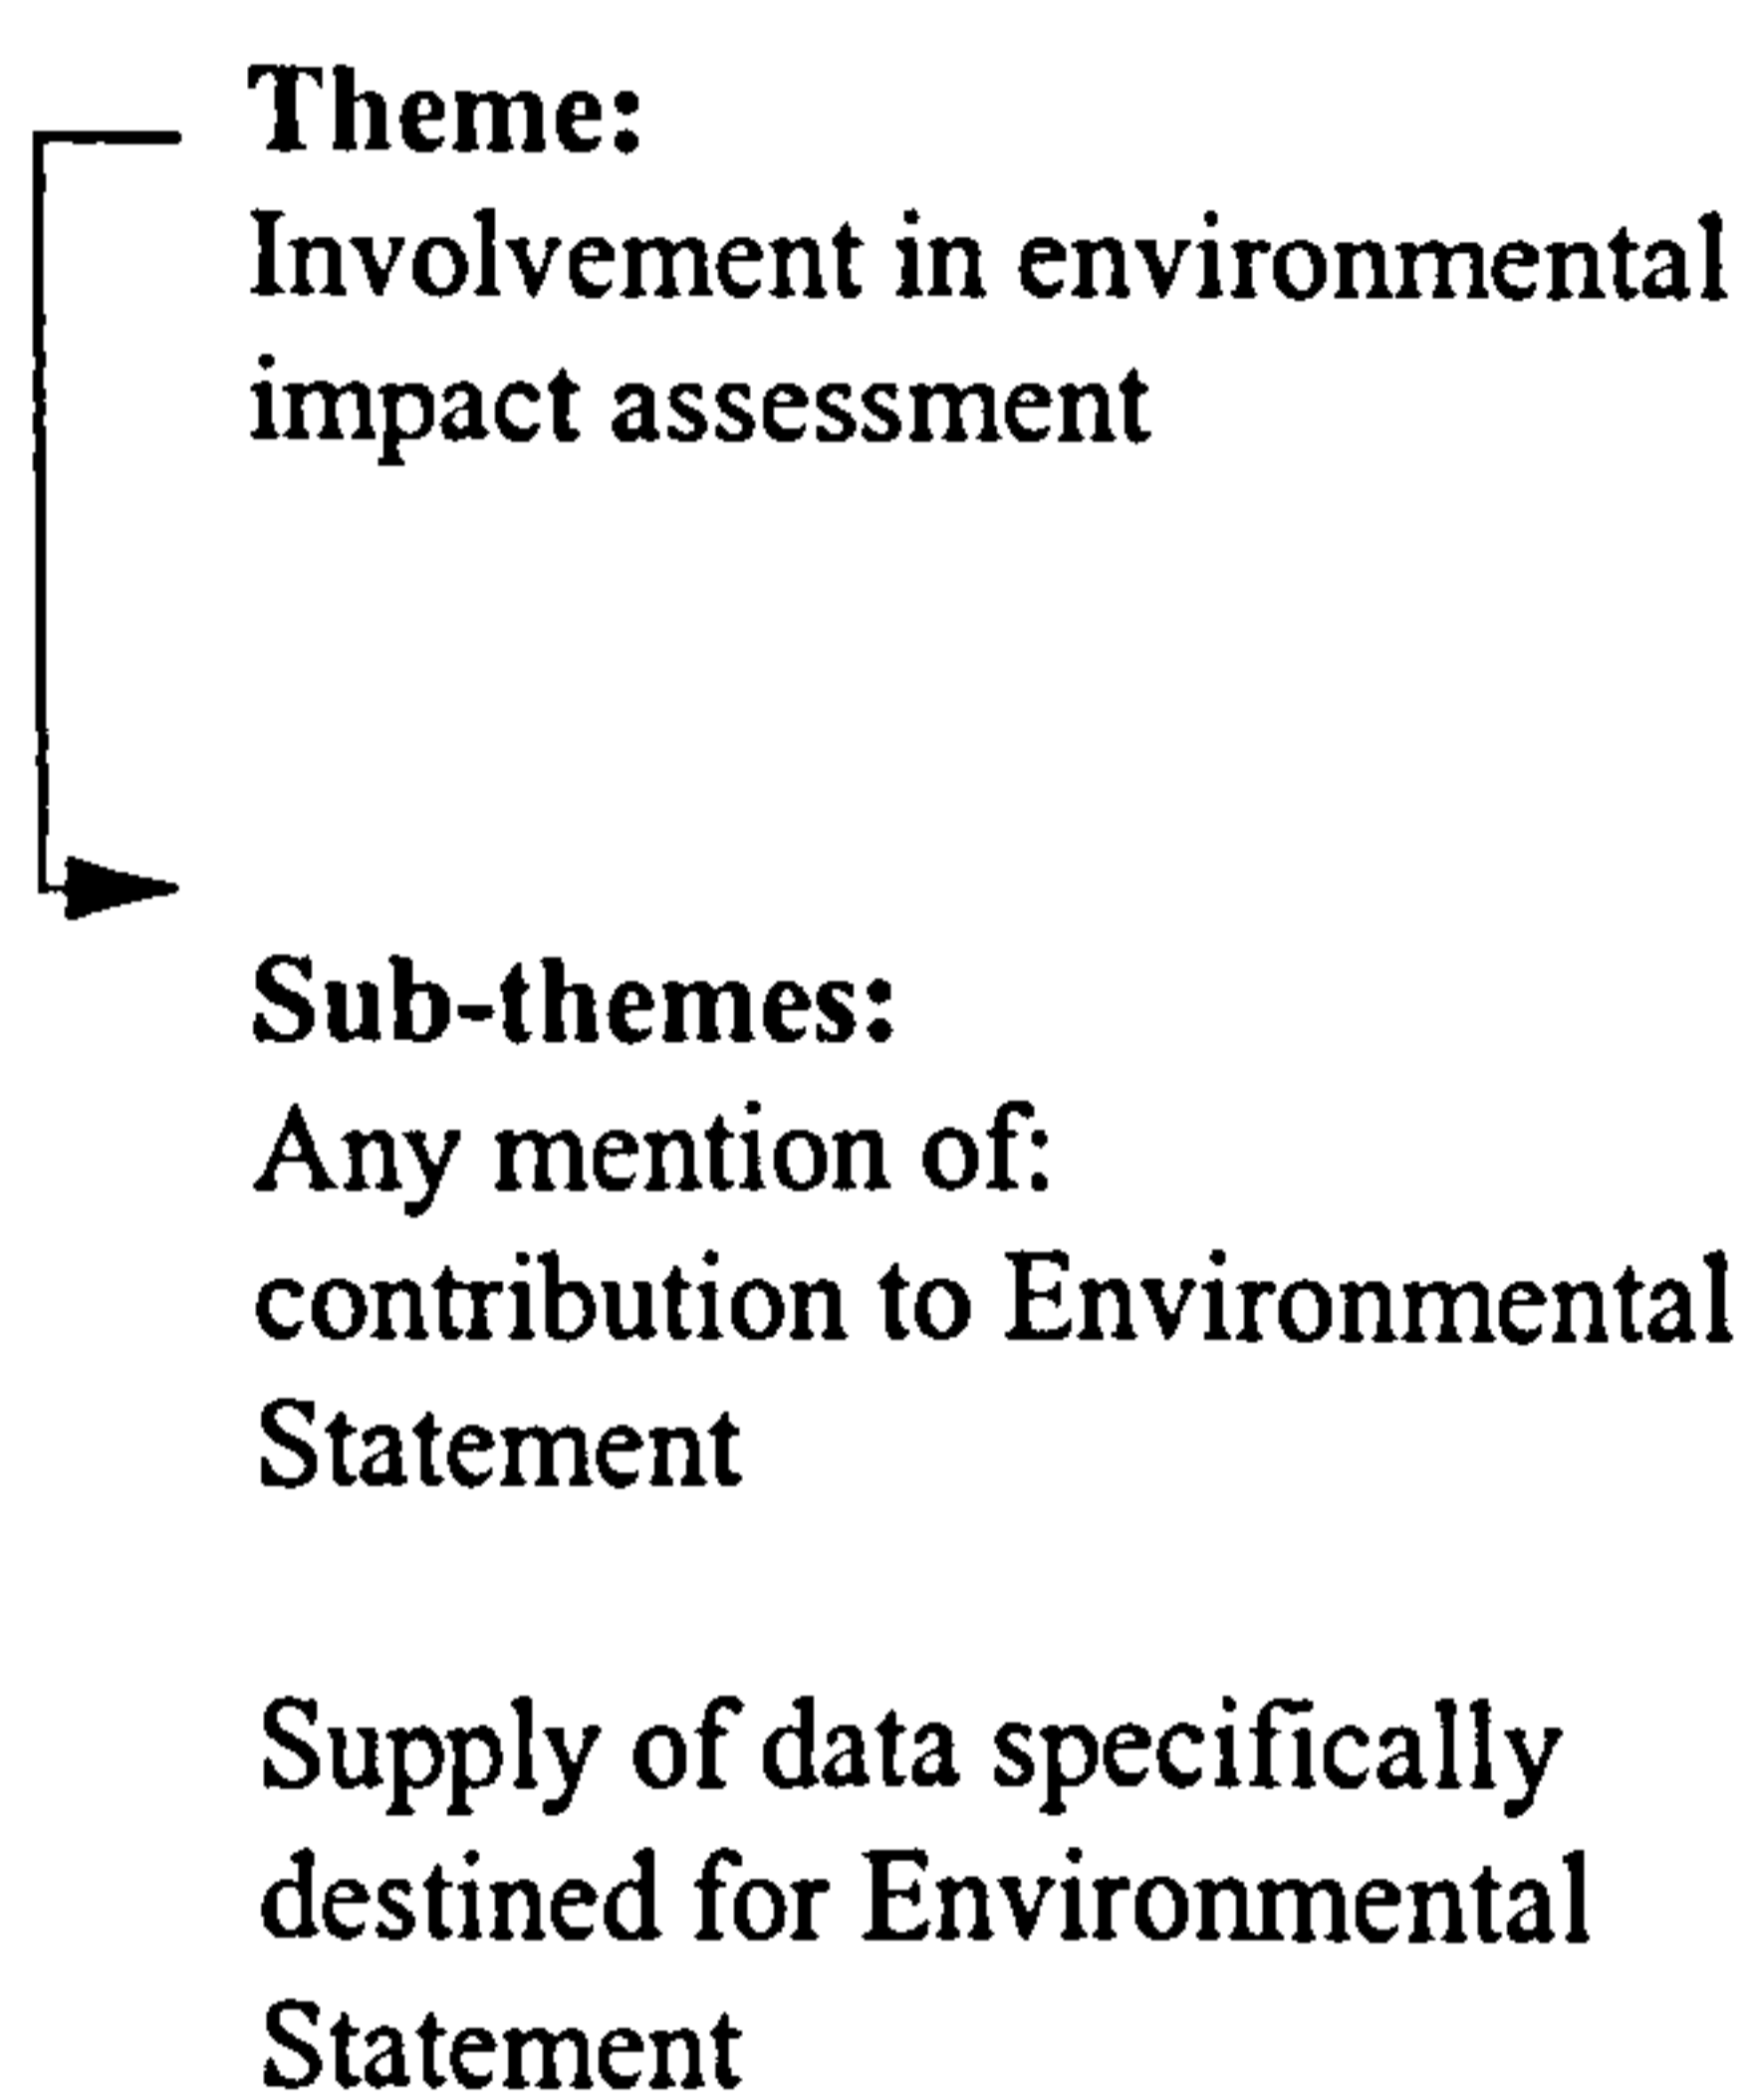 Theme:
Involvement in environmental
impact assessment
Sub-themes:
Any mention of:
contribution to Environmental
Statement
Supply of data specifically
destined for Environmental
Statement